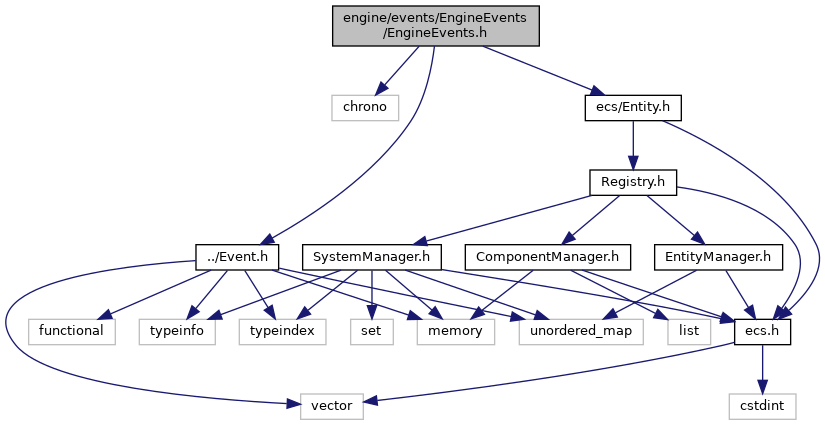 engine/events/EngineEvents
/EngineEvents.h
chrono
ecs/Entity.h
Registry.h
../Event.h
SystemManager.h
ComponentManager.h
EntityManager.h
functional
typeinfo
typeindex
set
memory
unordered_map
list
ecs.h
vector
cstdint